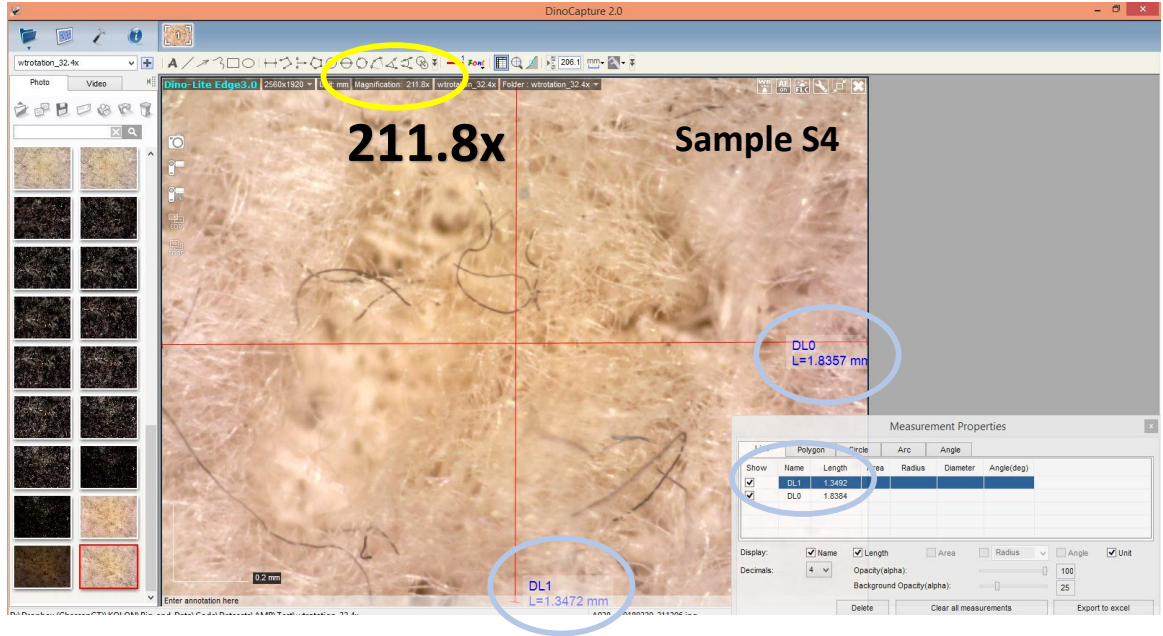 DinoCapture 2.0
wtrotation_32.4x
Font
206.1 mm
Photo Video
Dino-Lite Edge3.0 2560x1920 mm Magnification: 211.8x wtrotation_32.4x Folder : wtrotation_32.4x
211.8x
Sample S4
DL0
L=1.8357 mm
Measurement Properties
Polygon Circle Arc Angle
Show Name Length Area Radius Diameter Angle(deg)
DL1 1.3492
DL0 1.8384
Display: Name Length Area Radius Angle Unit
Decimals: 4 Opacity(alpha): 100
Background Opacity(alpha): 25
Delete Clear all measurements Export to excel
0.2 mm
DL1
L=1.3472 mm
Enter annotation here